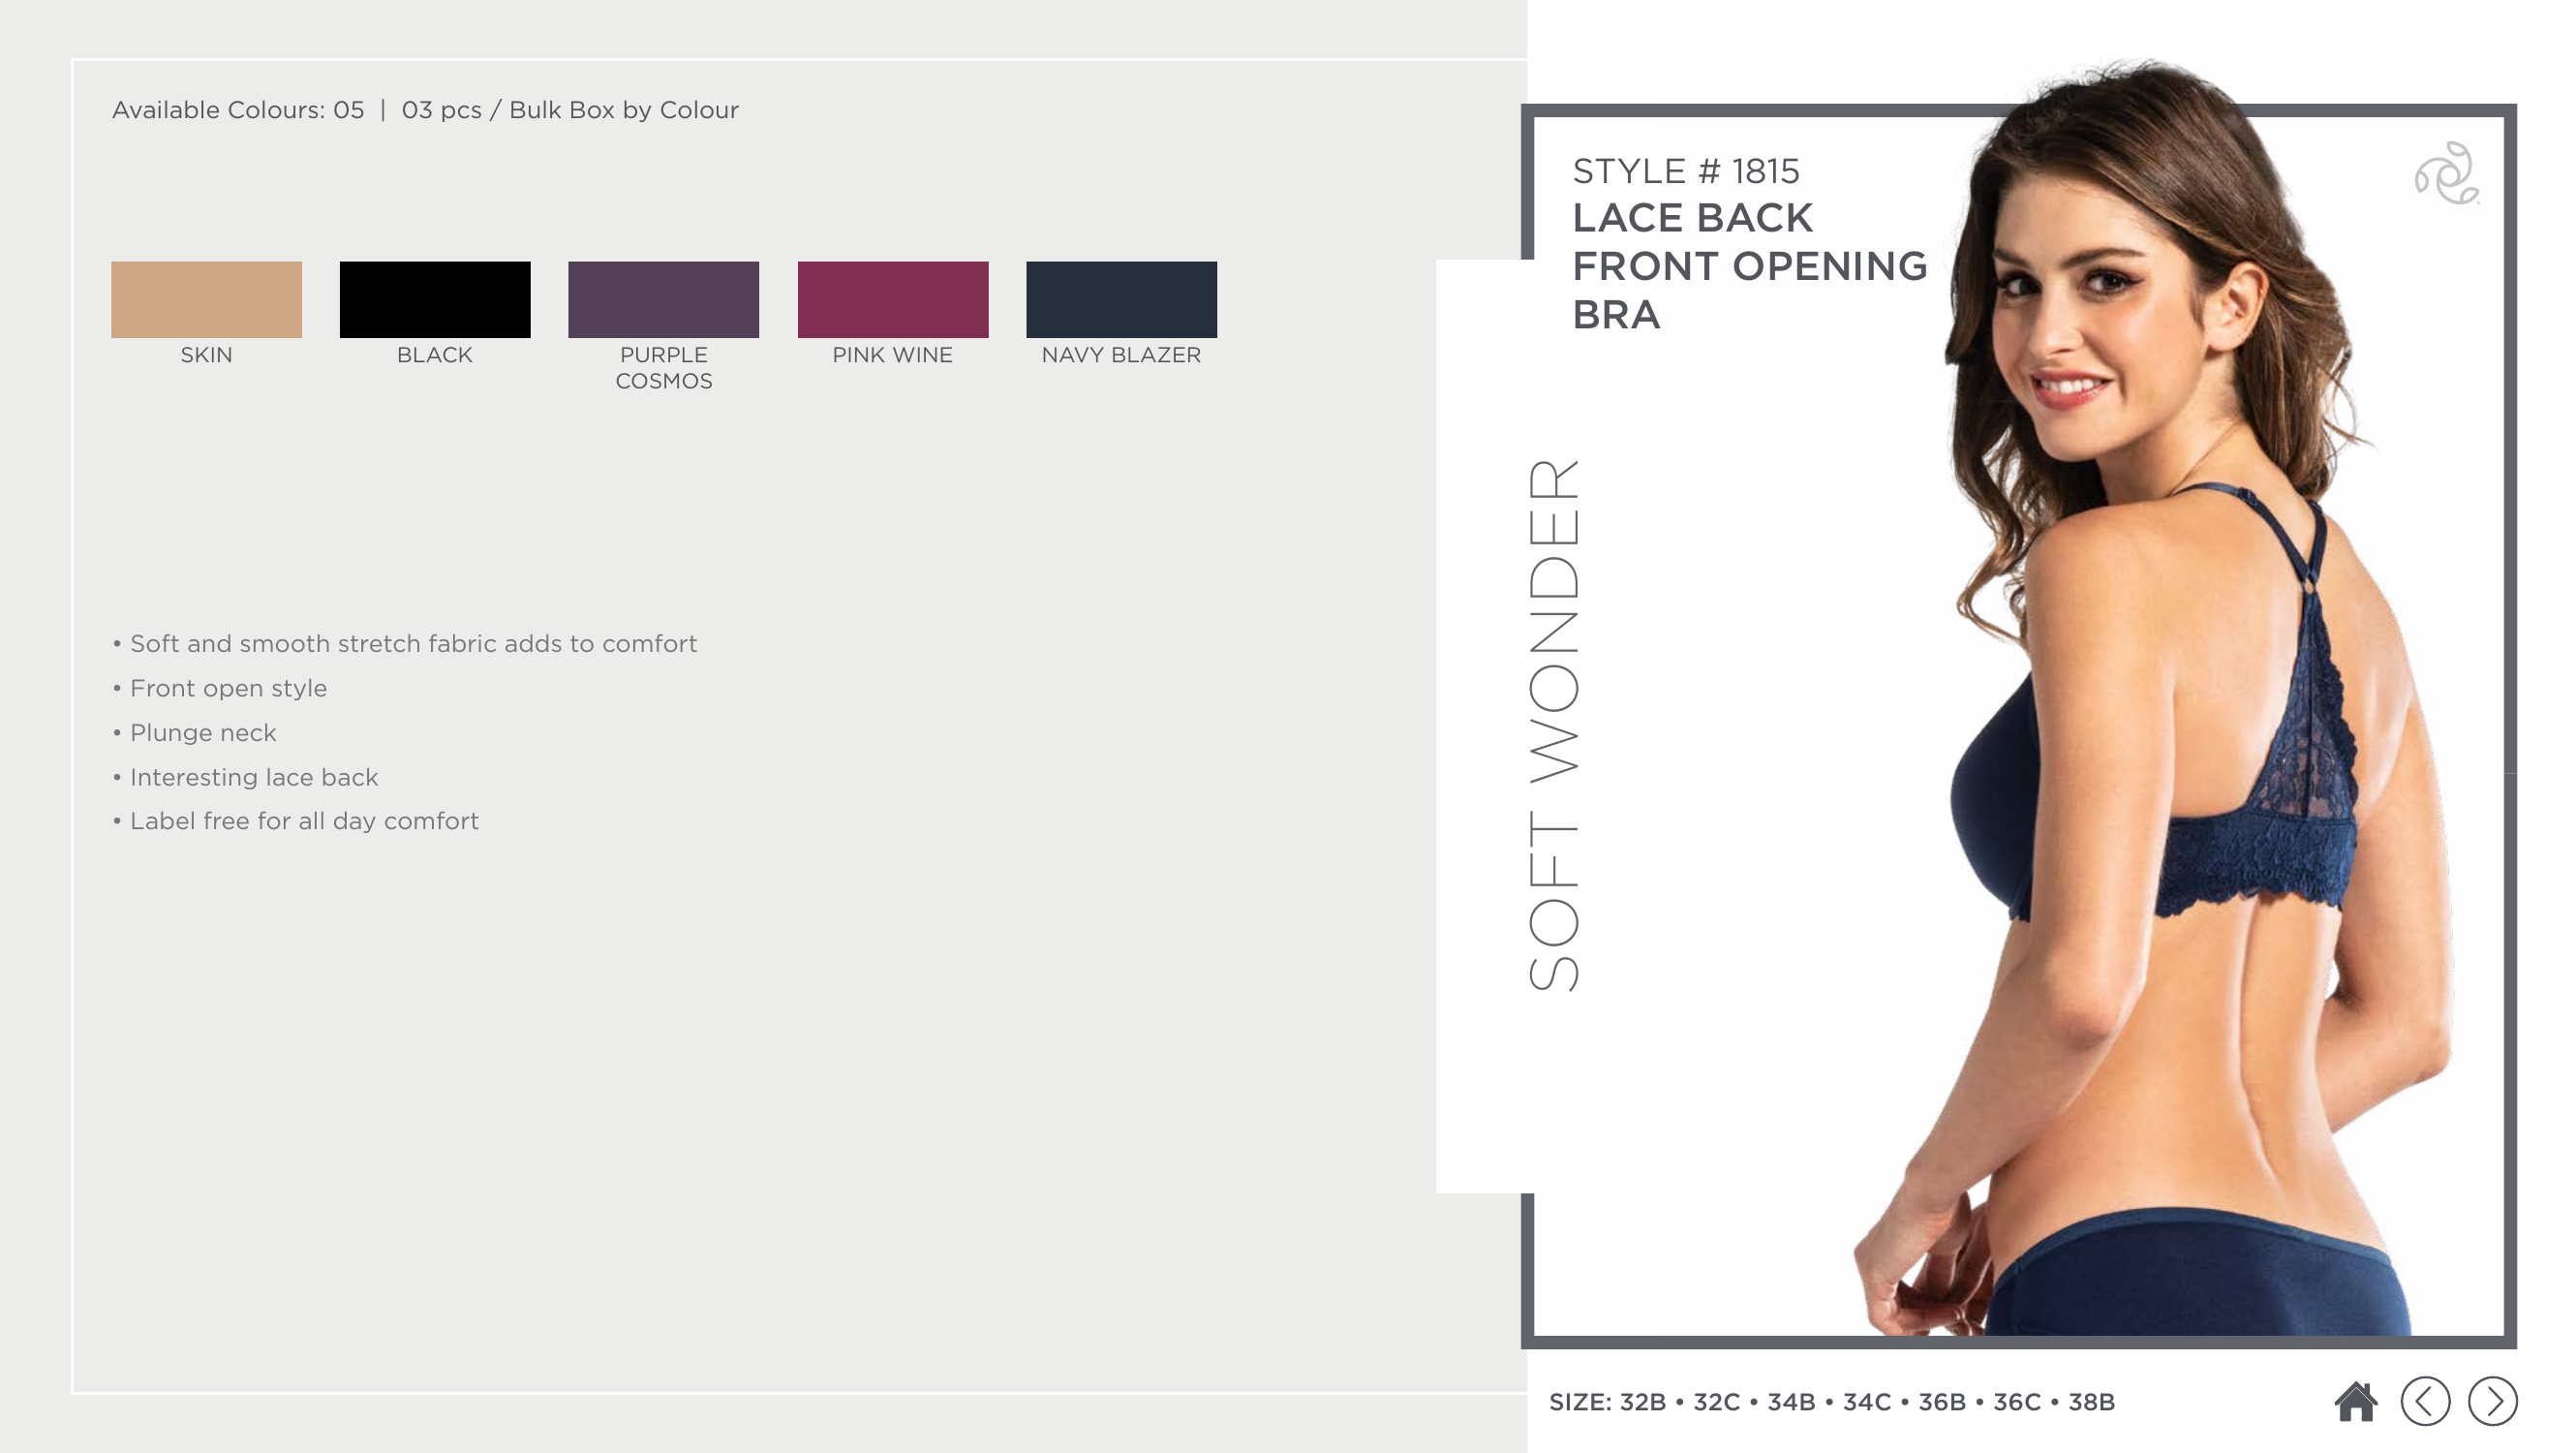 Available Colours: 05 | 03 pcs / Bulk Box by Colour
SKIN
BLACK
PURPLE
COSMOS
PINK WINE
NAVY BLAZER
• Soft and smooth stretch fabric adds to comfort
• Front open style
• Plunge neck
• Interesting lace back
• Label free for all day comfort
STYLE # 1815
LACE BACK
FRONT OPENING
BRA
SOFT WONDER
SIZE: 32B • 32C • 34B • 34C • 36B • 36C • 38B